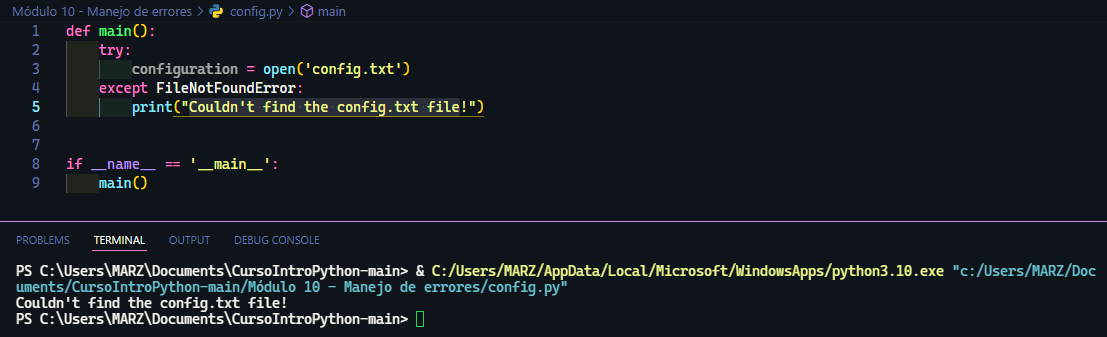 Módulo 10 - Manejo de errores > config.py > main
1 def main():
2 try:
3 configuration = open('config.txt')
4 except FileNotFoundError:
5 print("Couldn't find the config.txt file!")
6
7
8 if __name__ == '__main__':
9 main()
PROBLEMS TERMINAL OUTPUT DEBUG CONSOLE
PS C:\Users\MARZ\Documents\CursoIntroPython-main> & C:/Users/MARZ/AppData/Local/Microsoft/WindowsApps/python3.10.exe "c:/Users/MARZ/Doc
uments/CursoIntroPython-main/Módulo 10 - Manejo de errores/config.py"
Couldn't find the config.txt file!
PS C:\Users\MARZ\Documents\CursoIntroPython-main>